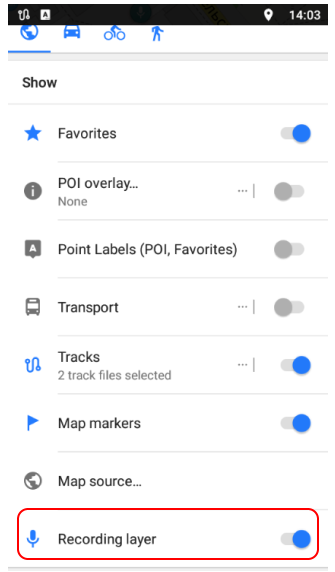 14:03
Show
Favorites
POI overlay...
None
Point Labels (POI, Favorites)
Transport
Tracks
2 track files selected
Map markers
Map source...
Recording layer